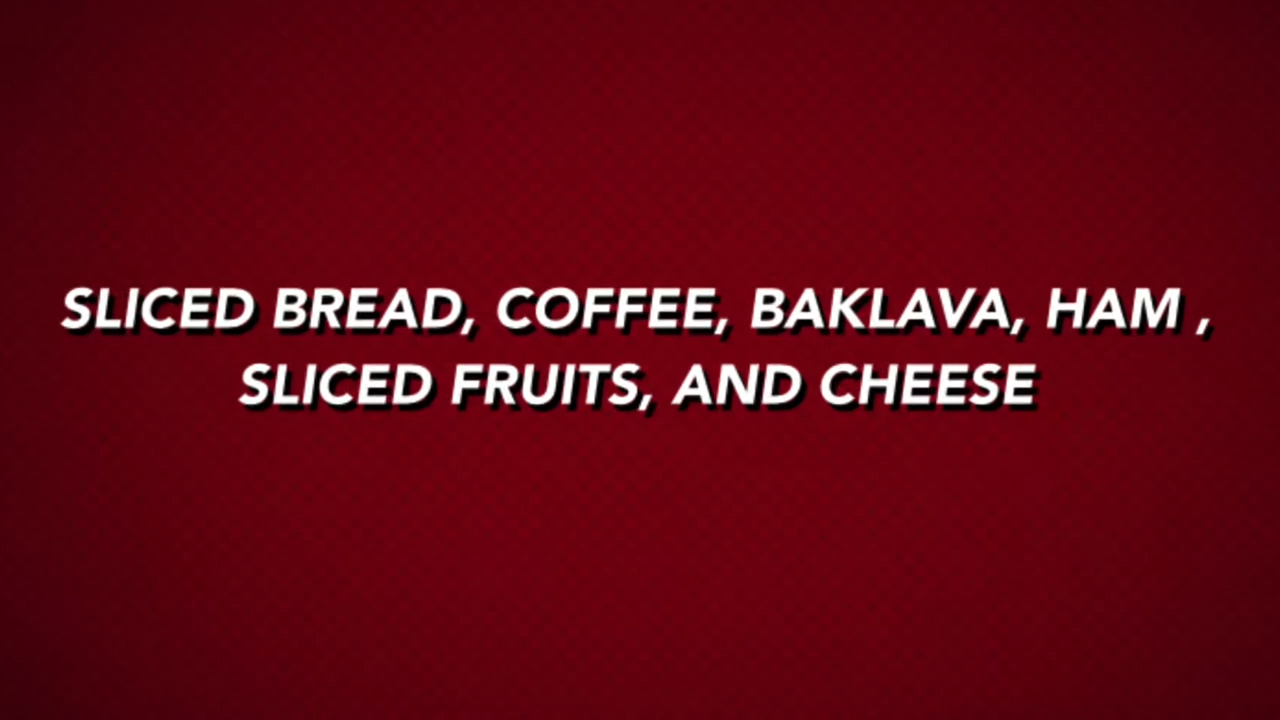 SLICED BREAD, COFFEE, BAKLAVA, HAM ,
SLICED FRUITS, AND CHEESE